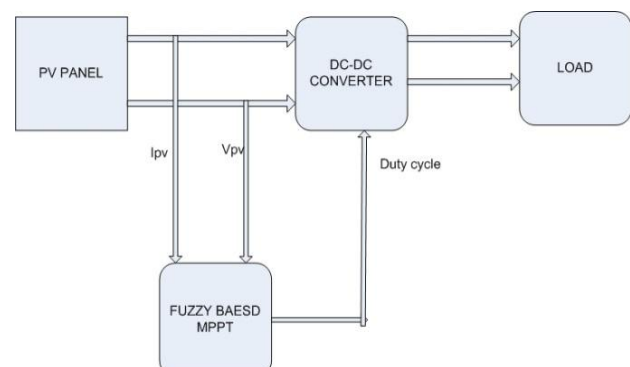 PV PANEL
DC-DC
CONVERTER
LOAD
Ipv
Vpv
Duty cycle
FUZZY BAESD
MPPT